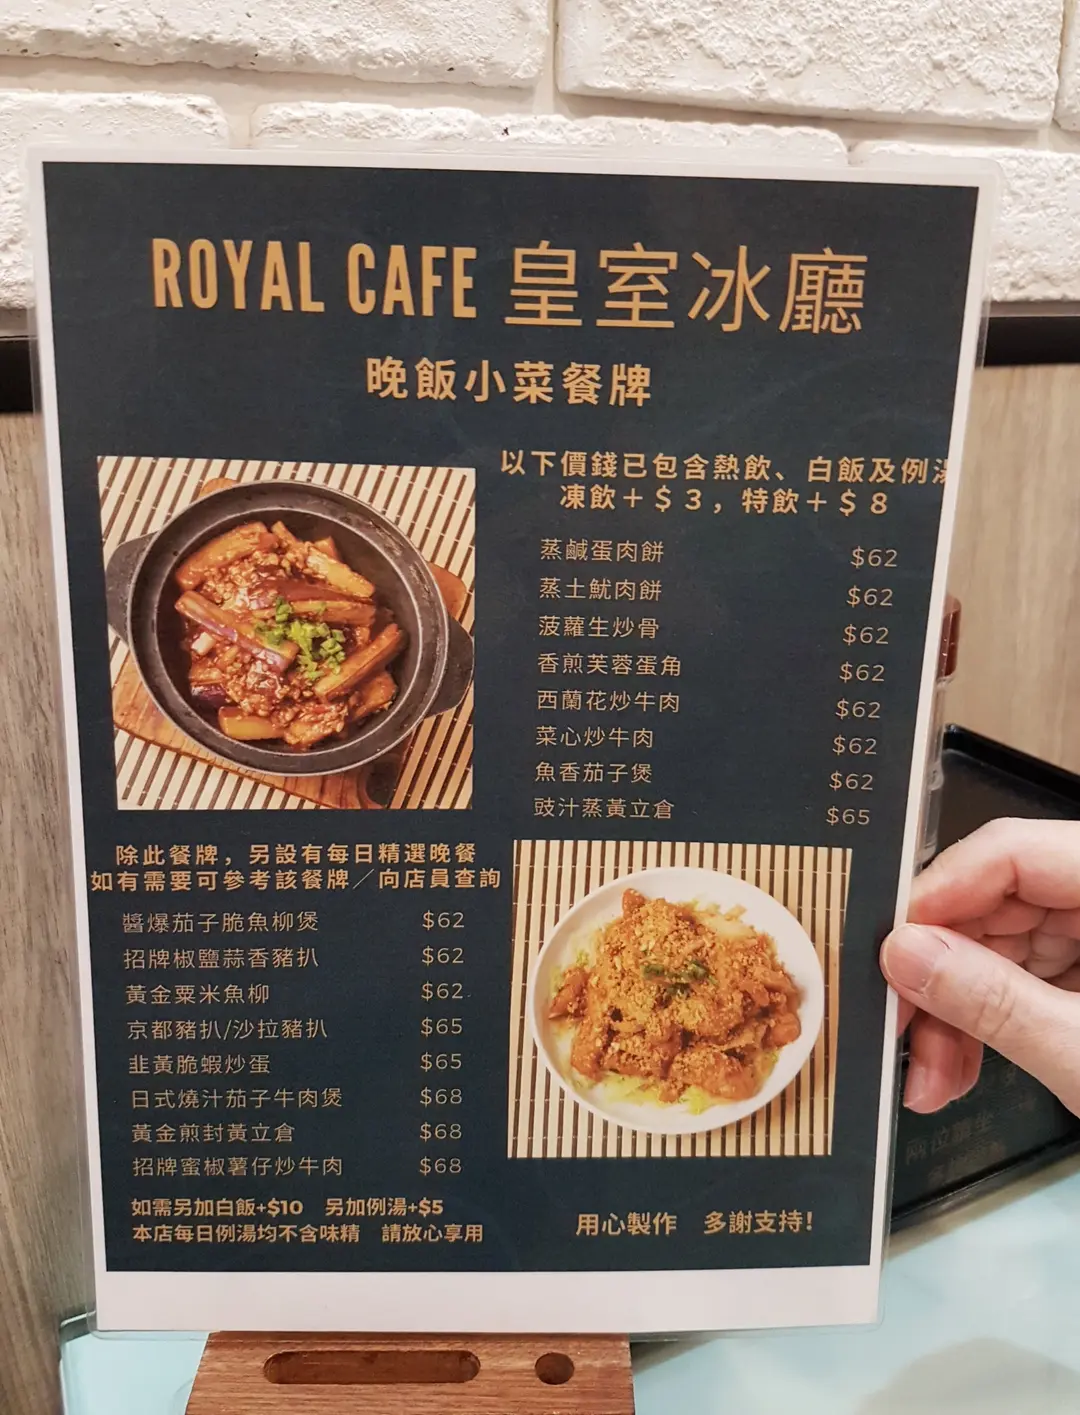 ROYAL CAFE 皇室冰廳
晚飯小菜餐牌
以下價錢已包含熱飲、白飯及例湯
凍飲＋＄３，特飲＋＄８
蒸鹹蛋肉餅 $62
蒸土魷肉餅 $62
菠蘿生炒骨 $62
香煎芙蓉蛋角 $62
西蘭花炒牛肉 $62
菜心炒牛肉 $62
魚香茄子煲 $62
豉汁蒸黃立倉 $65
除此餐牌，另設有每日精選晚餐
如有需要可參考該餐牌／向店員查詢
醬爆茄子脆魚柳煲 $62
招牌椒鹽蒜香豬扒 $62
黃金粟米魚柳 $62
京都豬扒/沙拉豬扒 $65
韭黃脆蝦炒蛋 $65
日式燒汁茄子牛肉煲 $68
黃金煎封黃立倉 $68
招牌蜜椒薯仔炒牛肉 $68
如需另加白飯+$10 另加例湯+$5
本店每日例湯均不含味精 請放心享用
用心製作 多謝支持！